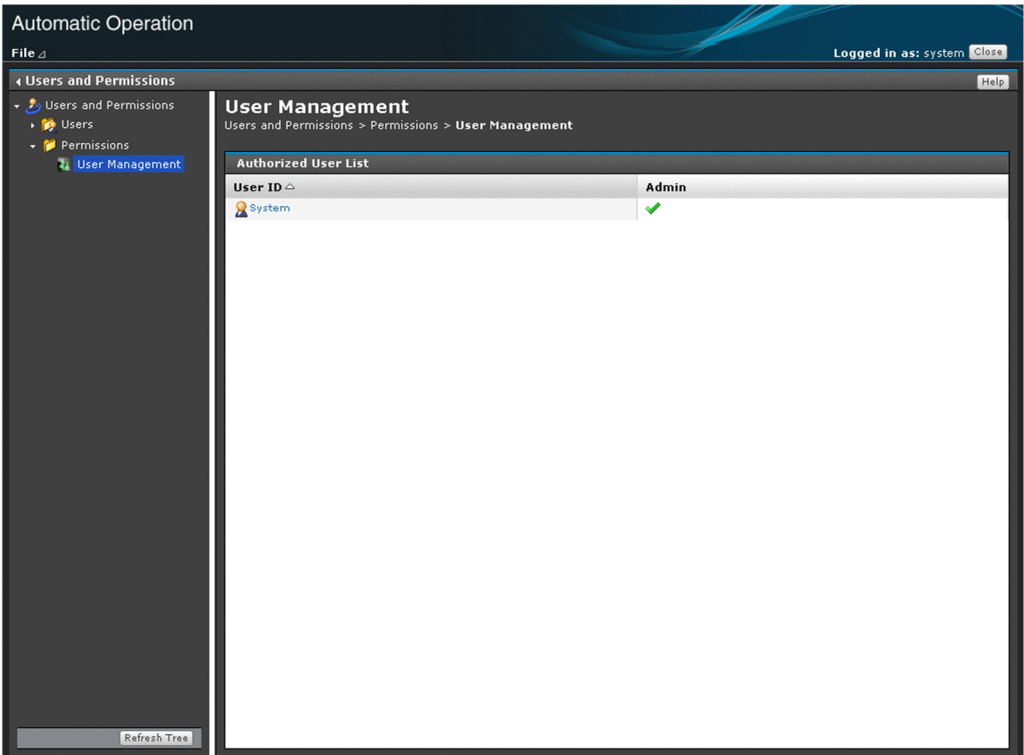 Automatic Operation
File
Logged in as: system Close
Users and Permissions
Help
Users and Permissions
Users
Permissions
User Management
User Management
Users and Permissions > Permissions > User Management
Authorized User List
User ID Admin
System
Refresh Tree